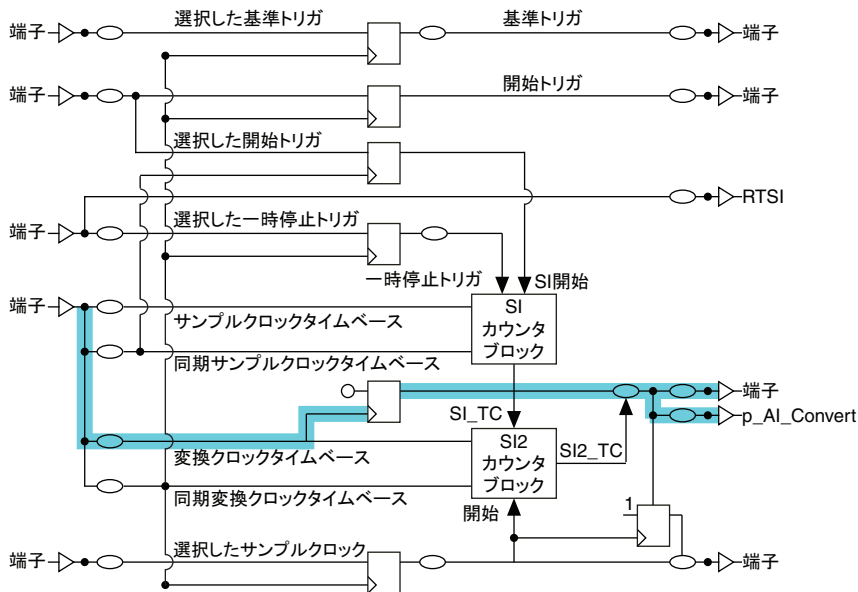 端子
選択した基準トリガ
基準トリガ
端子
端子
開始トリガ
端子
選択した開始トリガ
RTSI
端子
選択した一時停止トリガ
一時停止トリガ
SI開始
端子
サンプルクロックタイムベース
SI
カウンタ
ブロック
同期サンプルクロックタイムベース
端子
SI_TC
p_AI_Convert
変換クロックタイムベース
SI2
カウンタ
ブロック
SI2_TC
同期変換クロックタイムベース
開始
1
端子
選択したサンプルクロック
端子